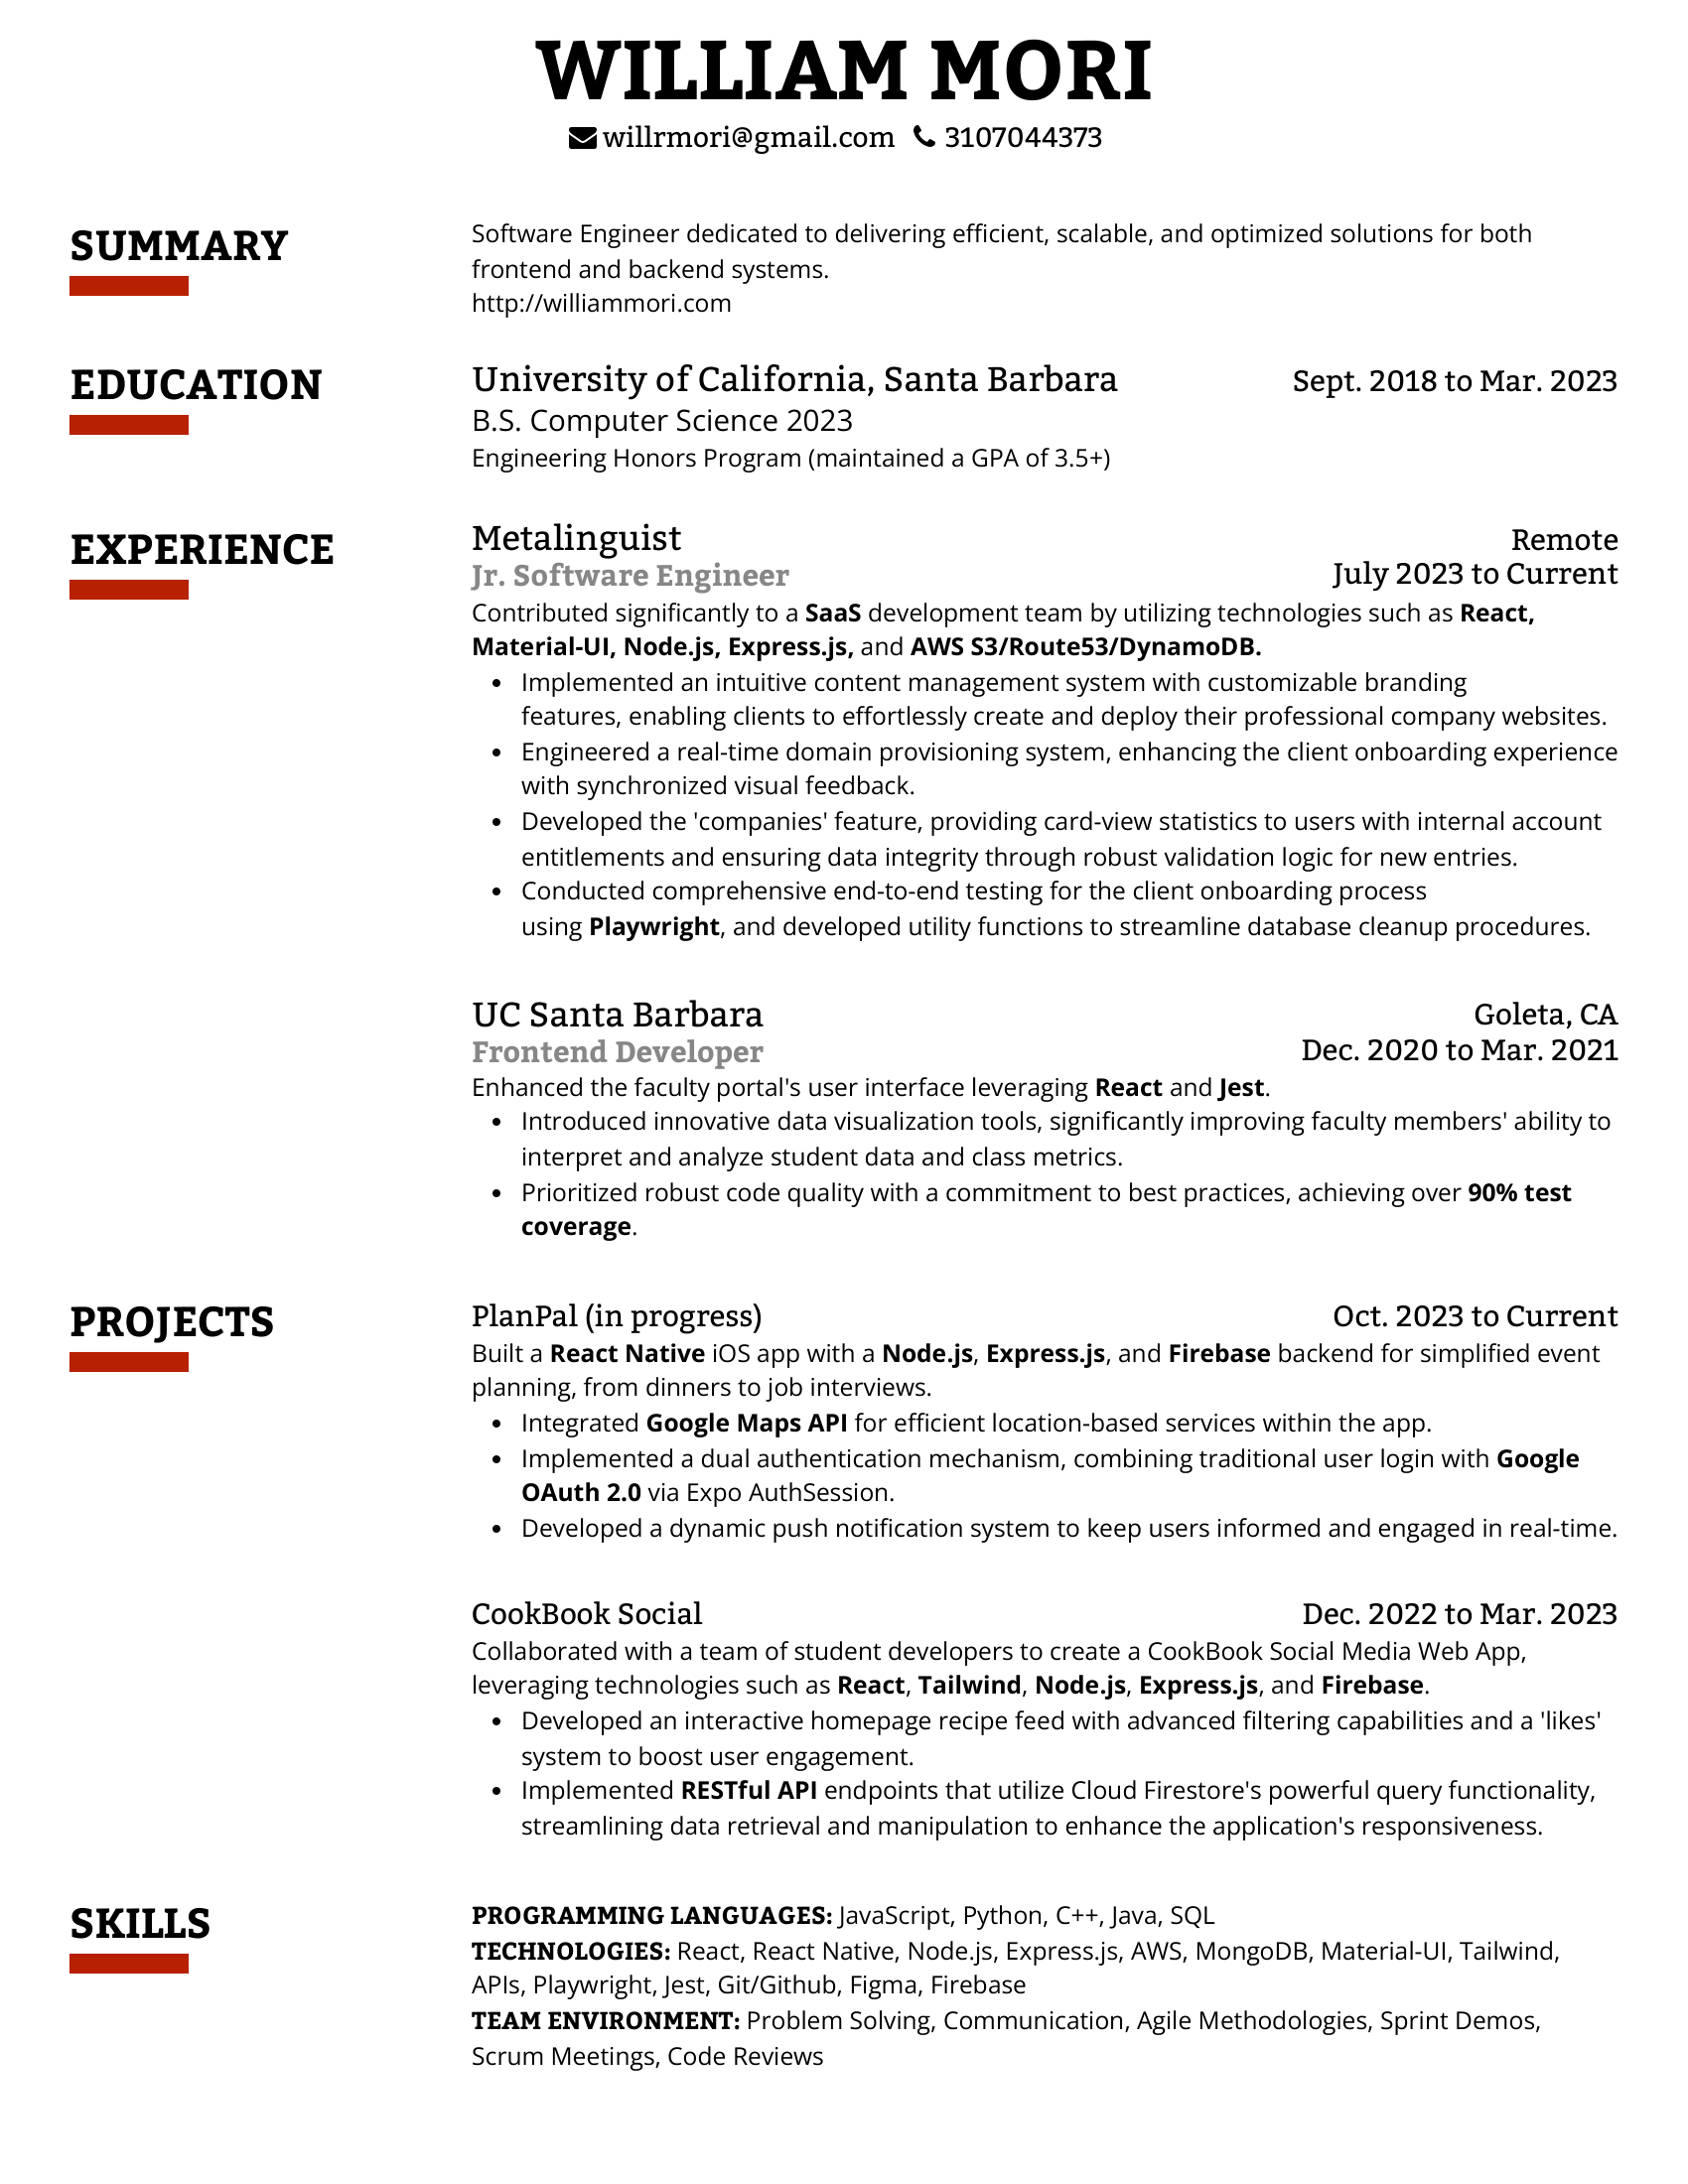 WILLIAM MORI
willrmori@gmail.com 3107044373
SUMMARY
Software Engineer dedicated to delivering efficient, scalable, and optimized solutions for both
frontend and backend systems.
http://williammori.com
EDUCATION
University of California, Santa Barbara Sept. 2018 to Mar. 2023
B.S. Computer Science 2023
Engineering Honors Program (maintained a GPA of 3.5+)
EXPERIENCE
Metalinguist Remote
Jr. Software Engineer July 2023 to Current
Contributed significantly to a SaaS development team by utilizing technologies such as React,
Material-UI, Node.js, Express.js, and AWS S3/Route53/DynamoDB.
• Implemented an intuitive content management system with customizable branding
features, enabling clients to effortlessly create and deploy their professional company websites.
• Engineered a real-time domain provisioning system, enhancing the client onboarding experience
with synchronized visual feedback.
• Developed the 'companies' feature, providing card-view statistics to users with internal account
entitlements and ensuring data integrity through robust validation logic for new entries.
• Conducted comprehensive end-to-end testing for the client onboarding process
using Playwright, and developed utility functions to streamline database cleanup procedures.
UC Santa Barbara Goleta, CA
Frontend Developer Dec. 2020 to Mar. 2021
Enhanced the faculty portal's user interface leveraging React and Jest.
• Introduced innovative data visualization tools, significantly improving faculty members' ability to
interpret and analyze student data and class metrics.
• Prioritized robust code quality with a commitment to best practices, achieving over 90% test
coverage.
PROJECTS
PlanPal (in progress) Oct. 2023 to Current
Built a React Native iOS app with a Node.js, Express.js, and Firebase backend for simplified event
planning, from dinners to job interviews.
• Integrated Google Maps API for efficient location-based services within the app.
• Implemented a dual authentication mechanism, combining traditional user login with Google
OAuth 2.0 via Expo AuthSession.
• Developed a dynamic push notification system to keep users informed and engaged in real-time.
CookBook Social Dec. 2022 to Mar. 2023
Collaborated with a team of student developers to create a CookBook Social Media Web App,
leveraging technologies such as React, Tailwind, Node.js, Express.js, and Firebase.
• Developed an interactive homepage recipe feed with advanced filtering capabilities and a 'likes'
system to boost user engagement.
• Implemented RESTful API endpoints that utilize Cloud Firestore's powerful query functionality,
streamlining data retrieval and manipulation to enhance the application's responsiveness.
SKILLS
PROGRAMMING LANGUAGES: JavaScript, Python, C++, Java, SQL
TECHNOLOGIES: React, React Native, Node.js, Express.js, AWS, MongoDB, Material-UI, Tailwind,
APIs, Playwright, Jest, Git/Github, Figma, Firebase
TEAM ENVIRONMENT: Problem Solving, Communication, Agile Methodologies, Sprint Demos,
Scrum Meetings, Code Reviews